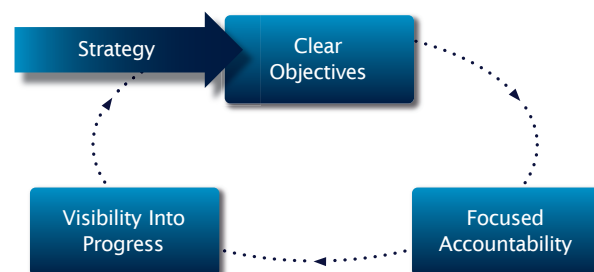 Strategy
Clear
Objectives
Visibility Into
Progress
Focused
Accountability